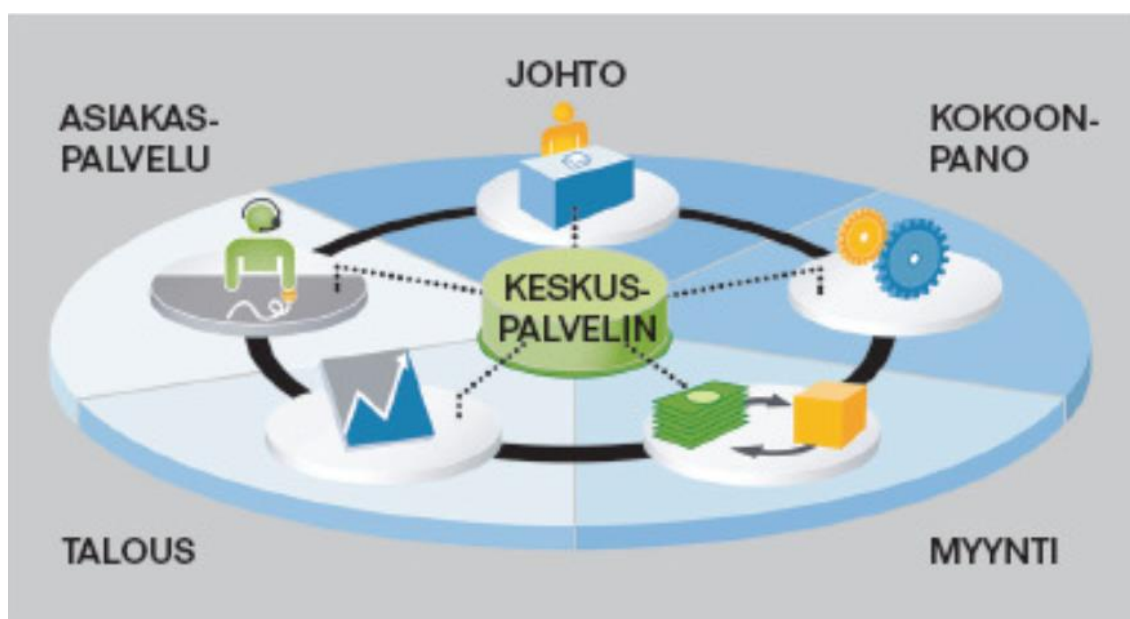 JOHTO
ASIAKAS-
PALVELU
KOKOON-
PANO
KESKUS-
PALVELIN
TALOUS
MYYNTI